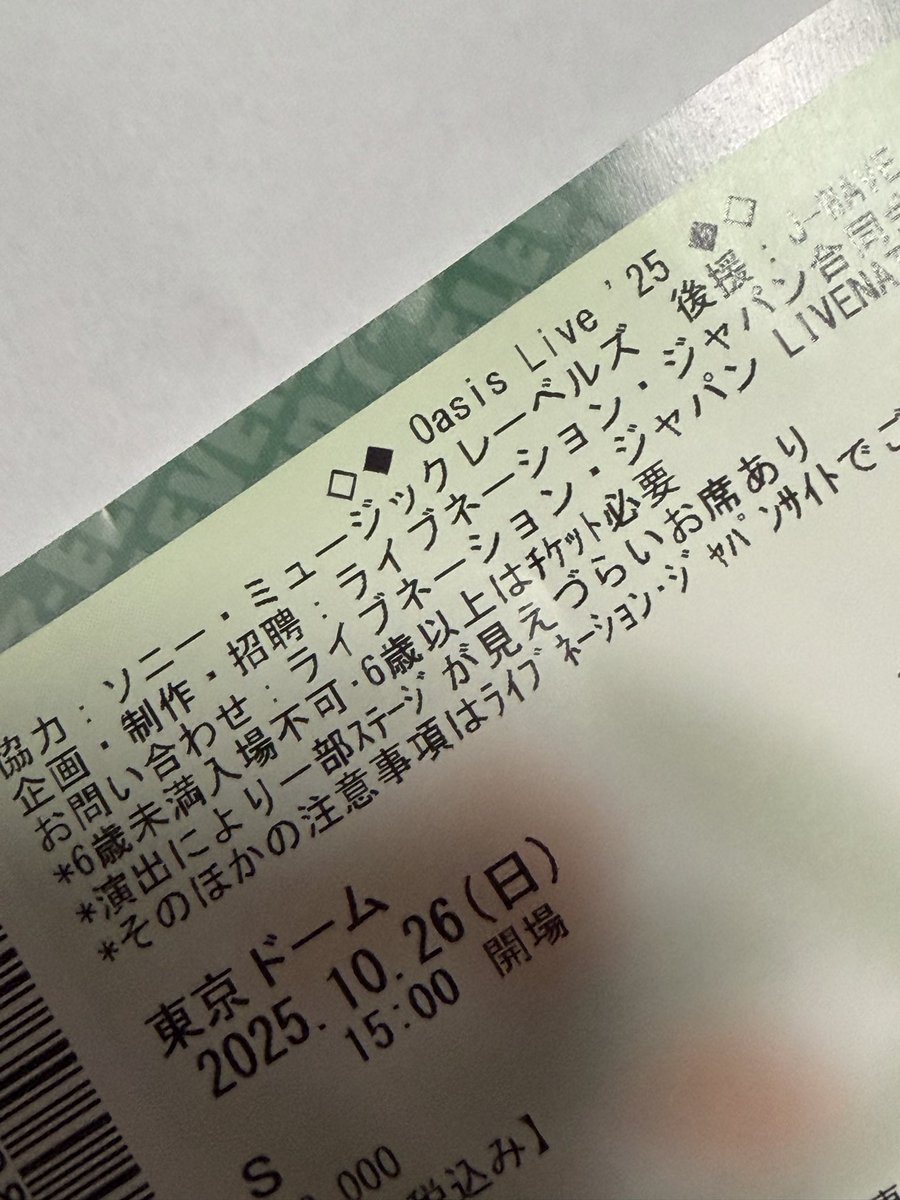 ◇◆ Oasis Live '25 ◆◇
協力：ソニー・ミュージックレーベルズ 後援：J-WAVE
企画・制作・招聘：ライブネーション・ジャパン合同
お問い合わせ：ライブネーション・ジャパン LIVENA
*6歳未満入場不可･6歳以上はﾁｹｯﾄ必要
*演出により一部ｽﾃｰｼﾞが見えづらいお席あり
*そのほかの注意事項はﾗｲﾌﾞﾈｰｼｮﾝ･ｼﾞｬﾊﾟﾝサイトでご
東京ドーム
2025.10.26(日)
15:00 開場
S
,000
税込み】